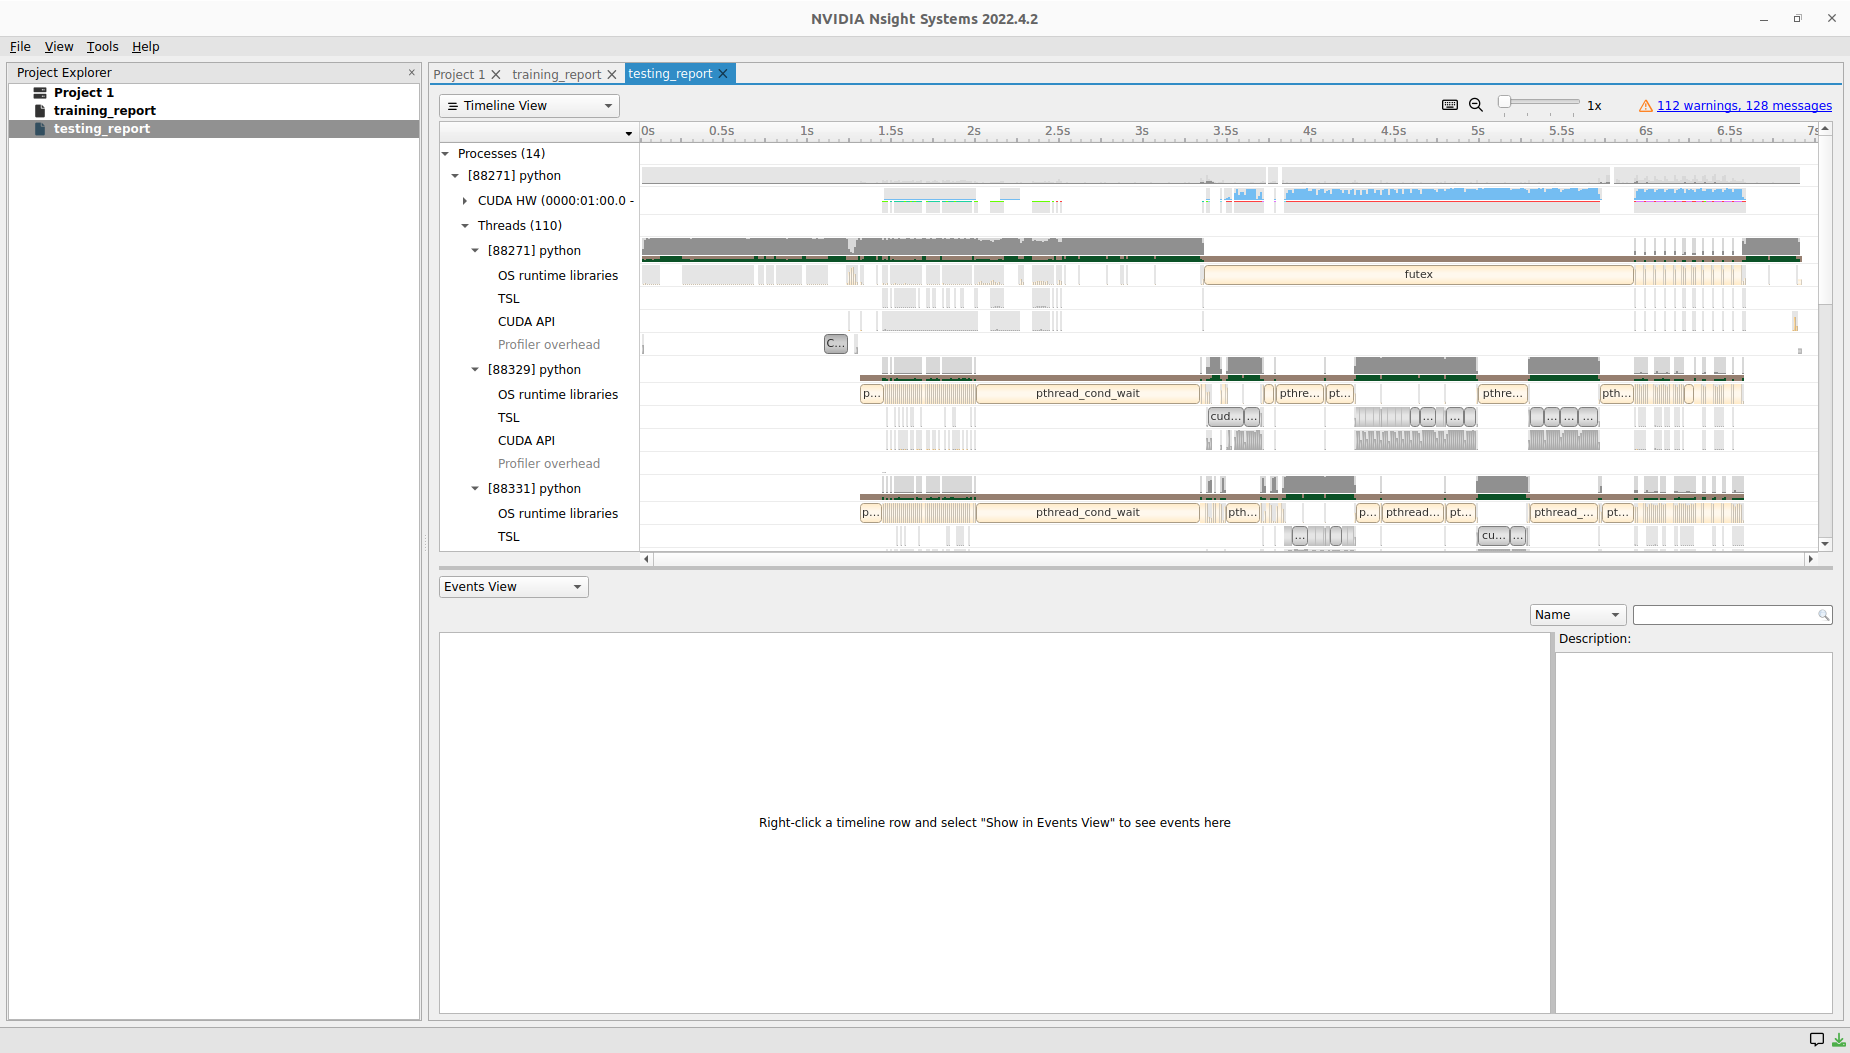 NVIDIA Nsight Systems 2022.4.2
File View Tools Help
Project Explorer
Project 1
training_report
testing_report
Project 1 training_report testing_report
Timeline View
1x
112 warnings, 128 messages
0s 0.5s 1s 1.5s 2s 2.5s 3s 3.5s 4s 4.5s 5s 5.5s 6s 6.5s 7s
Processes (14)
[88271] python
CUDA HW (0000:01:00.0 -
Threads (110)
[88271] python
OS runtime libraries futex
TSL
CUDA API
Profiler overhead C...
[88329] python
OS runtime libraries p... pthread_cond_wait pthre... pt... pthre... pth...
TSL cud... ... ... ... ... ... ... ...
CUDA API
Profiler overhead
[88331] python
OS runtime libraries p... pthread_cond_wait pth... p... pthread... pt... pthread_... pt...
TSL ... cu... ...
Events View
Name
Description:
Right-click a timeline row and select "Show in Events View" to see events here